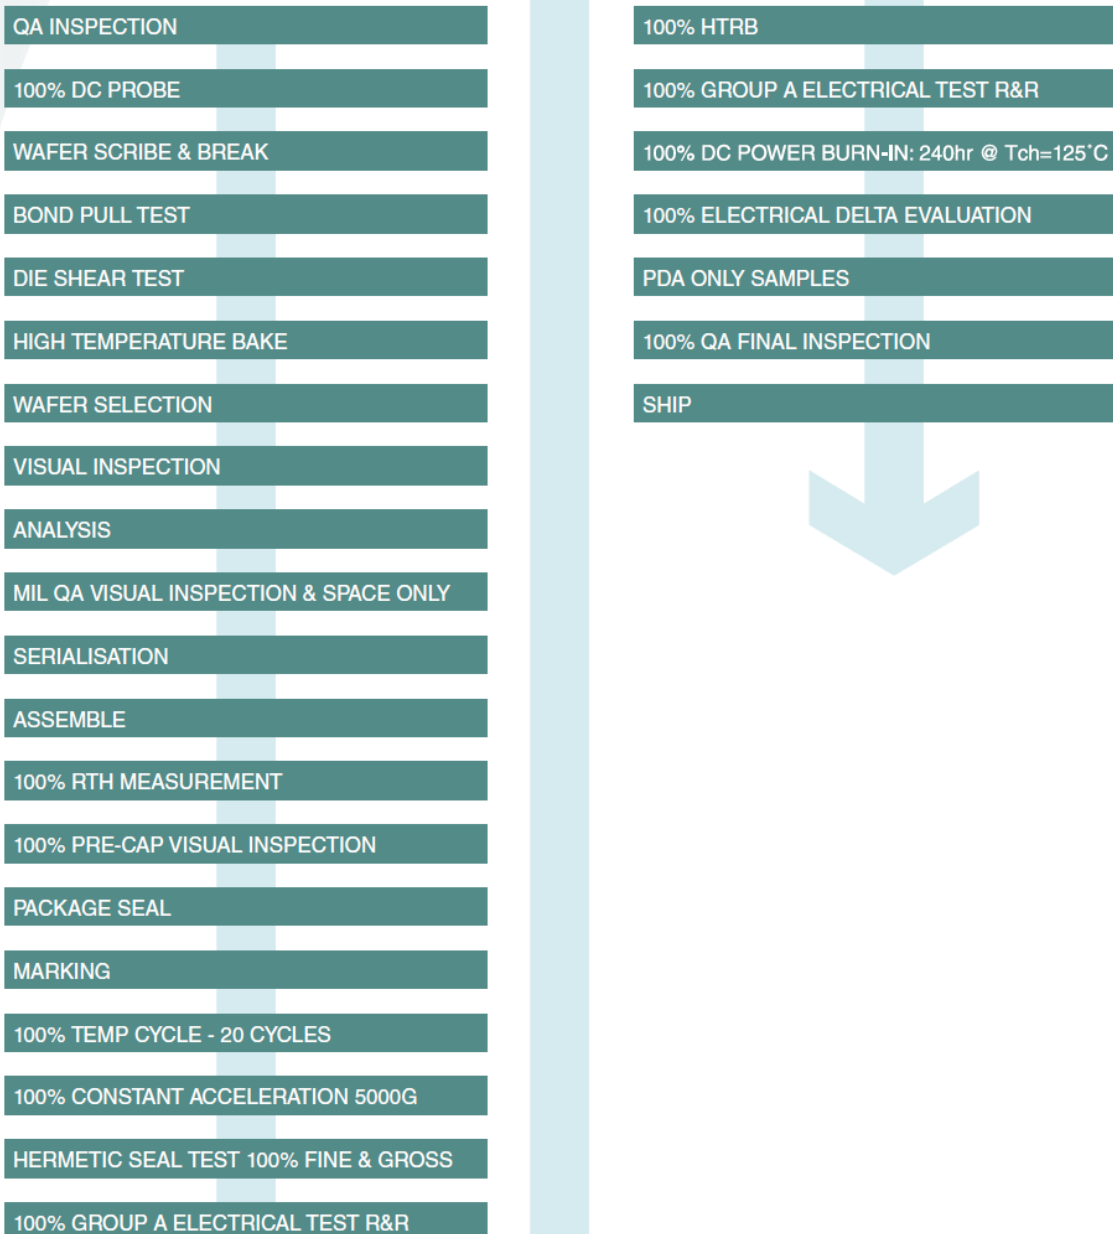 QA INSPECTION
100% DC PROBE
WAFER SCRIBE & BREAK
BOND PULL TEST
DIE SHEAR TEST
HIGH TEMPERATURE BAKE
WAFER SELECTION
VISUAL INSPECTION
ANALYSIS
MIL QA VISUAL INSPECTION & SPACE ONLY
SERIALISATION
ASSEMBLE
100% RTH MEASUREMENT
100% PRE-CAP VISUAL INSPECTION
PACKAGE SEAL
MARKING
100% TEMP CYCLE - 20 CYCLES
100% CONSTANT ACCELERATION 5000G
HERMETIC SEAL TEST 100% FINE & GROSS
100% GROUP A ELECTRICAL TEST R&R
100% HTRB
100% GROUP A ELECTRICAL TEST R&R
100% DC POWER BURN-IN: 240hr @ Tch=125°C
100% ELECTRICAL DELTA EVALUATION
PDA ONLY SAMPLES
100% QA FINAL INSPECTION
SHIP